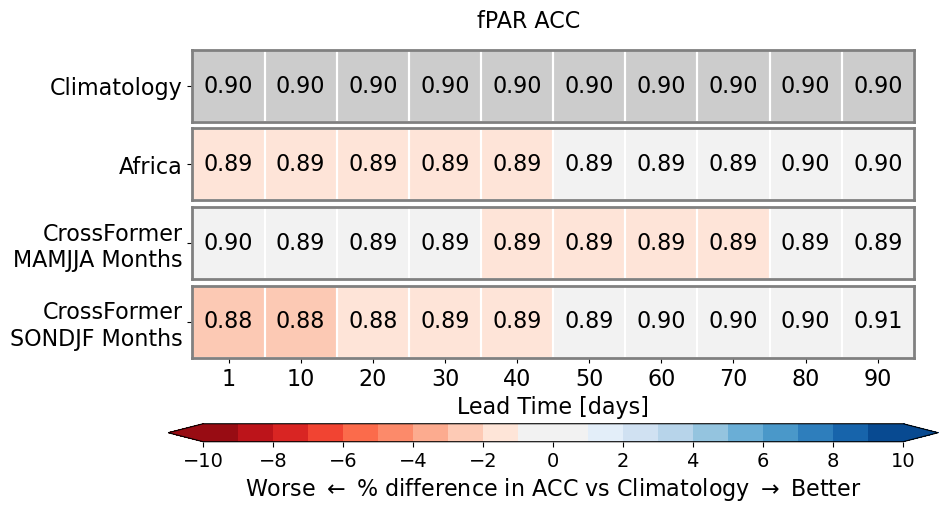 fPAR ACC
Climatology 0.90 0.90 0.90 0.90 0.90 0.90 0.90 0.90 0.90 0.90
Africa 0.89 0.89 0.89 0.89 0.89 0.89 0.89 0.89 0.90 0.90
CrossFormer
MAMJJA Months 0.90 0.89 0.89 0.89 0.89 0.89 0.89 0.89 0.89 0.89
CrossFormer
SONDJF Months 0.88 0.88 0.88 0.89 0.89 0.89 0.90 0.90 0.90 0.91
1 10 20 30 40 50 60 70 80 90
Lead Time [days]
−10 −8 −6 −4 −2 0 2 4 6 8 10
Worse ← % difference in ACC vs Climatology → Better